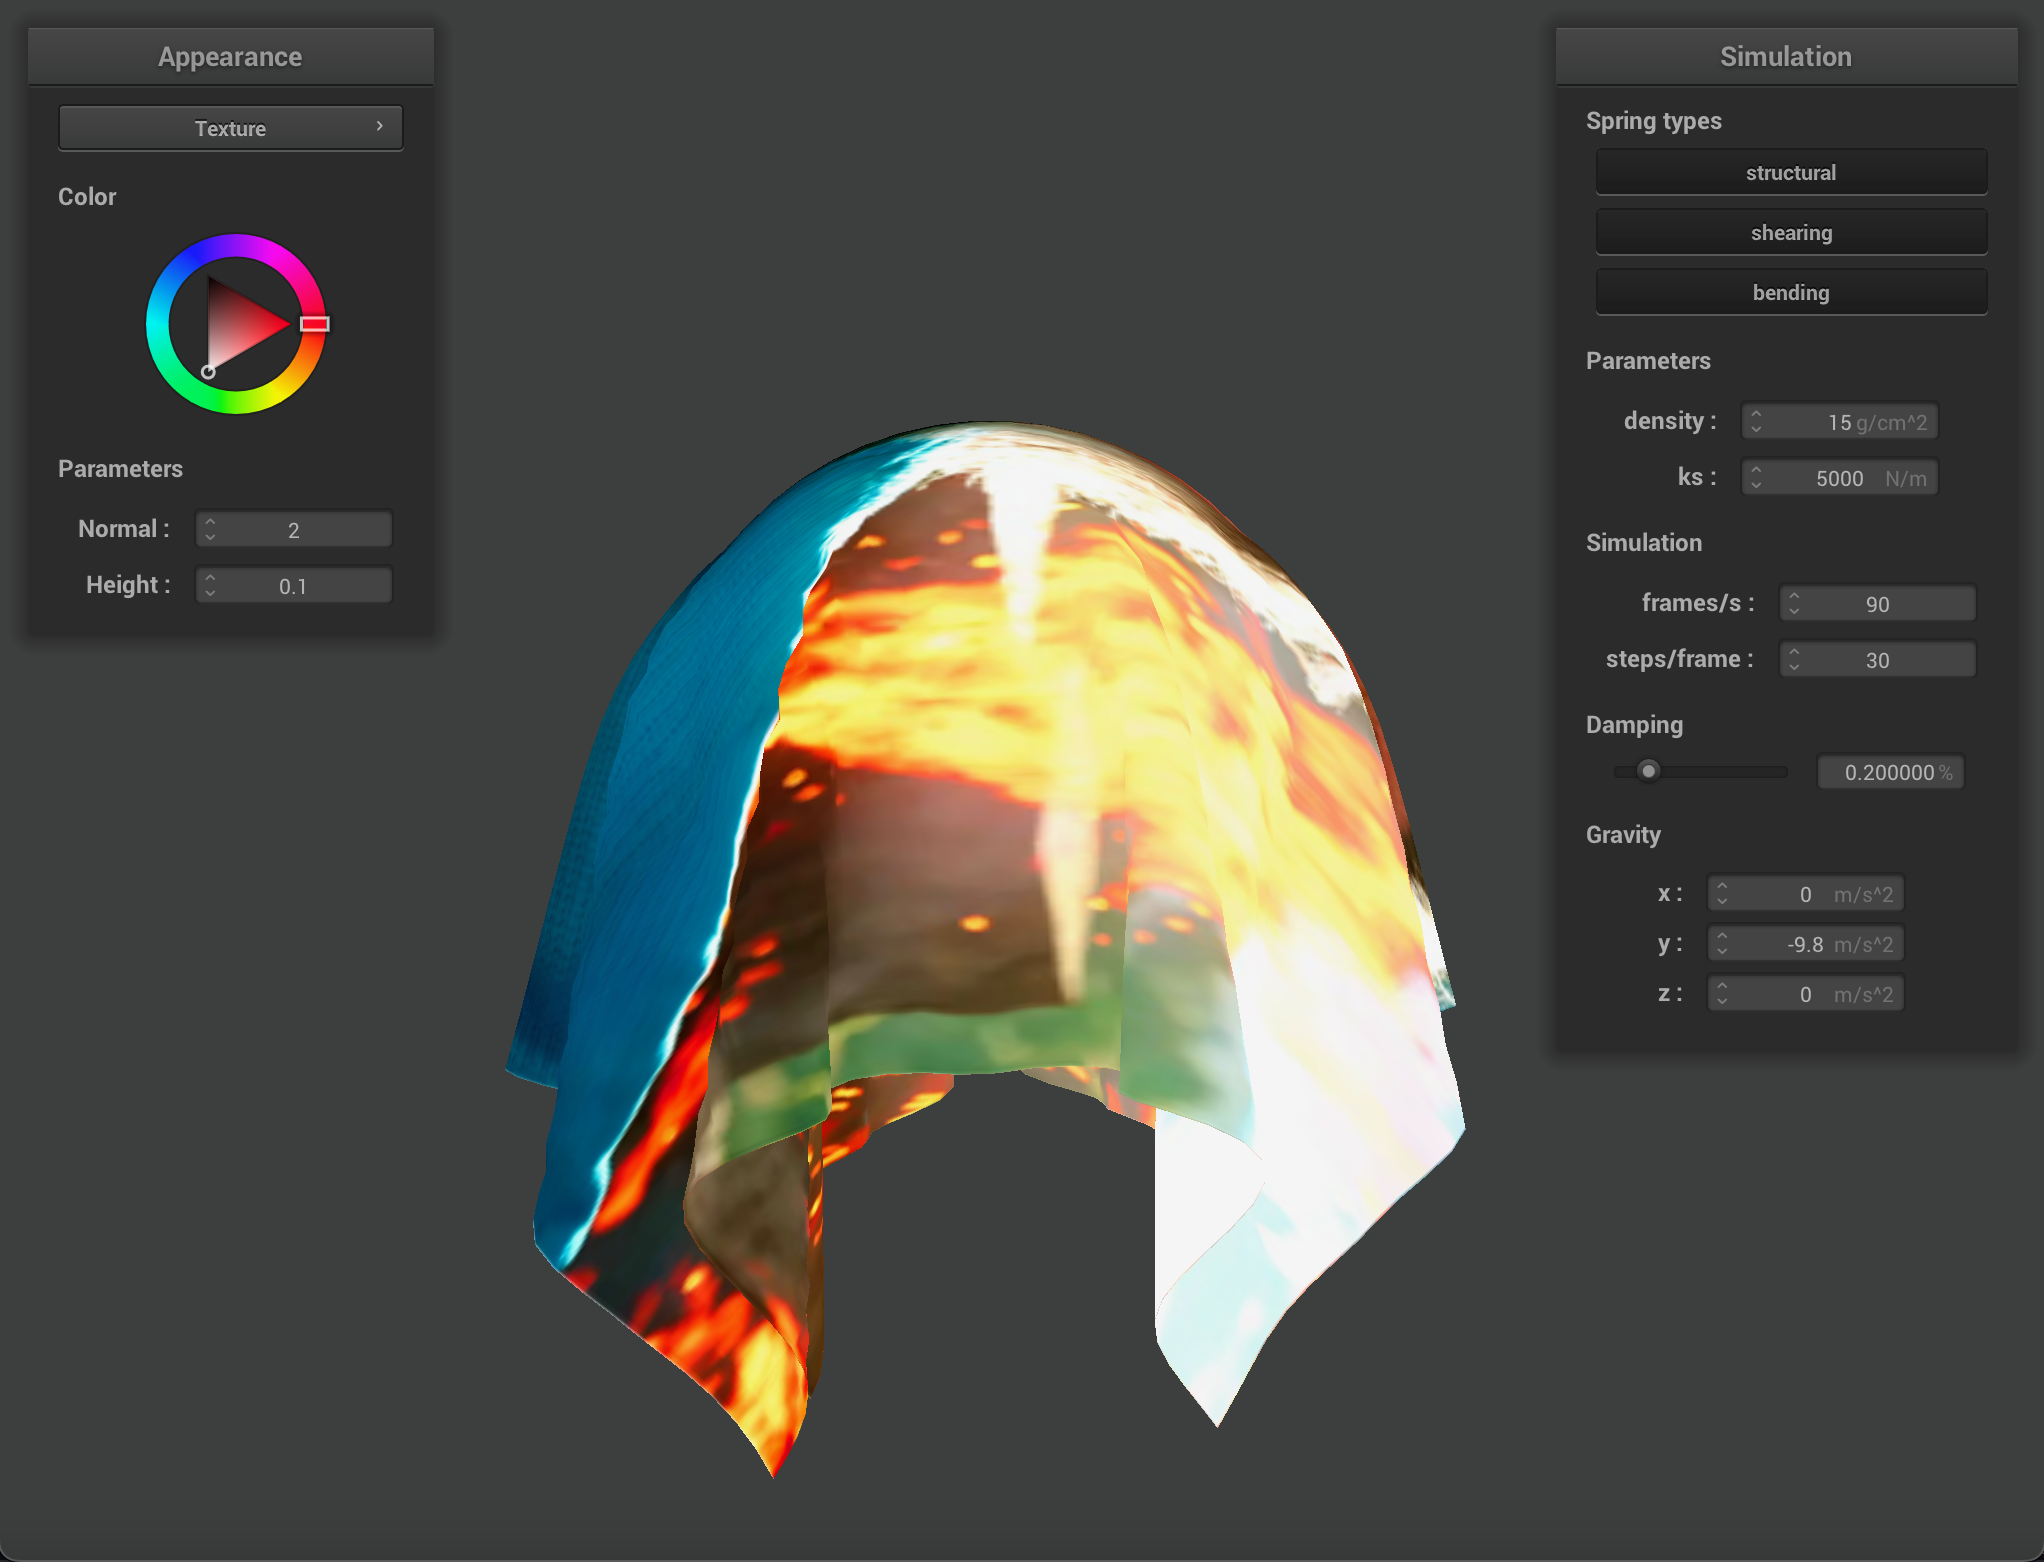 Appearance
Texture
Color
Parameters
Normal : 2
Height : 0.1
Simulation
Spring types
structural
shearing
bending
Parameters
density : 15 g/cm^2
ks : 5000 N/m
Simulation
frames/s : 90
steps/frame : 30
Damping
0.200000 %
Gravity
x : 0 m/s^2
y : -9.8 m/s^2
z : 0 m/s^2